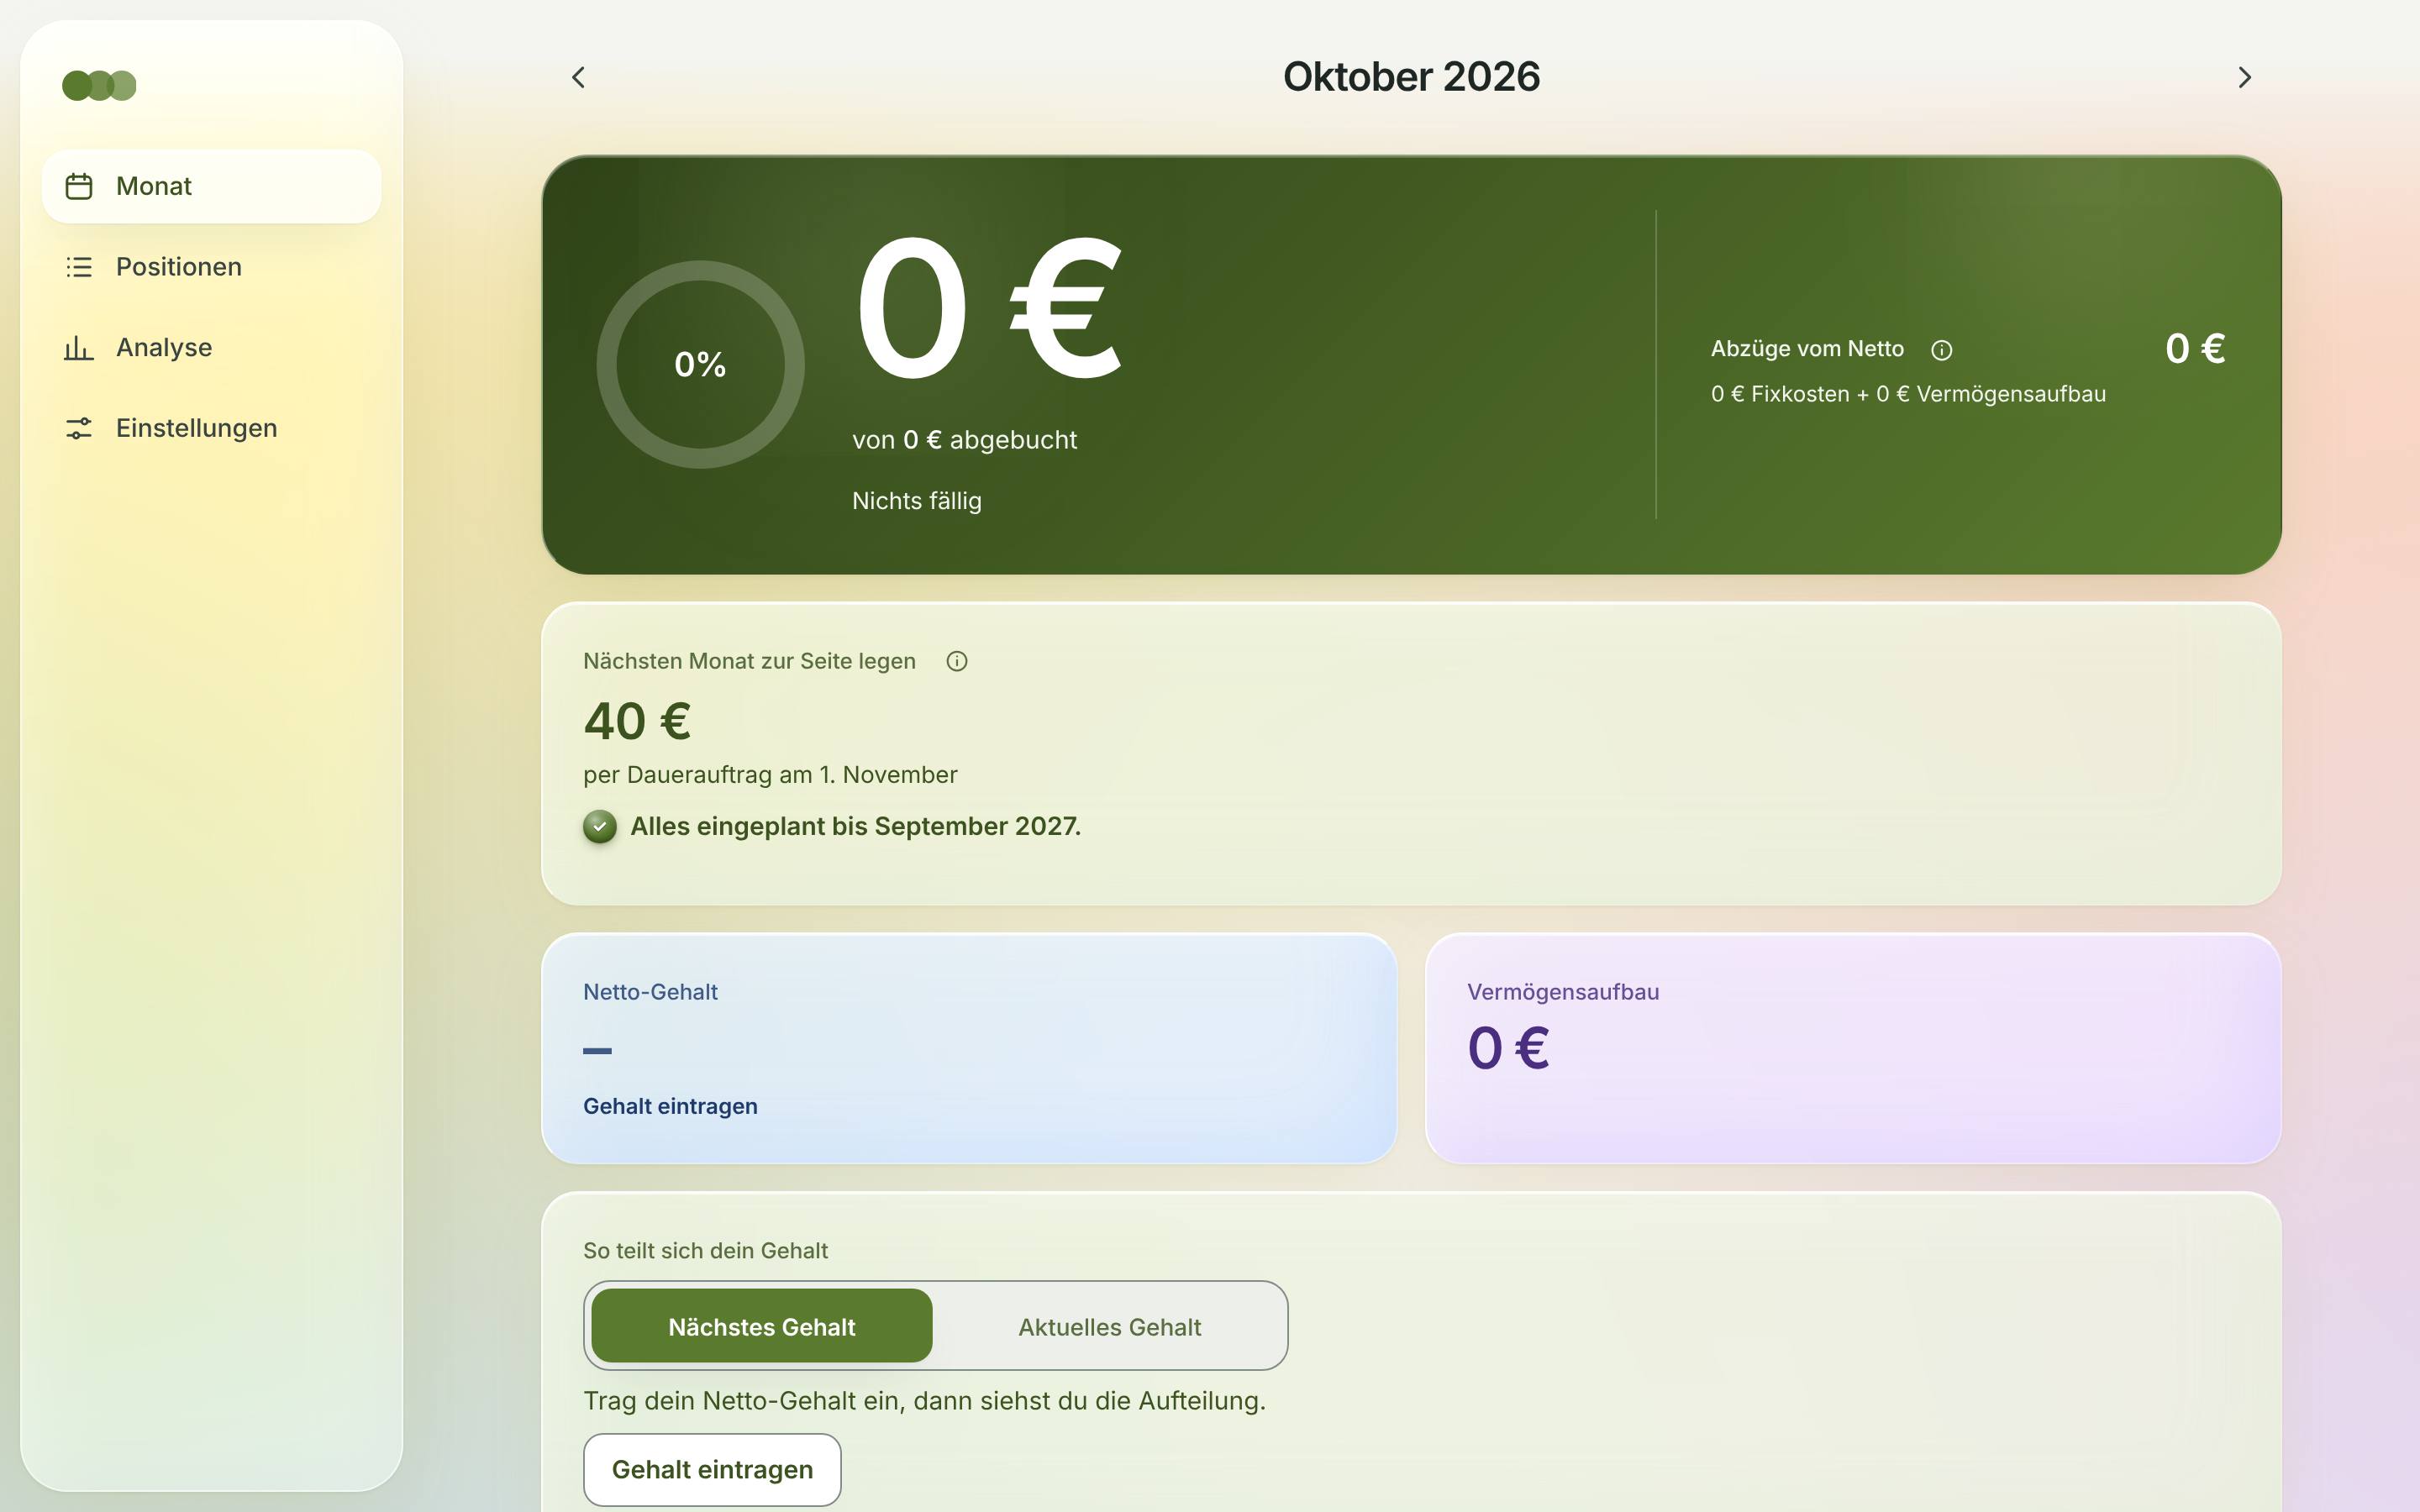 Oktober 2026
Monat
Positionen
Analyse
Einstellungen
0%
0 €
von 0 € abgebucht
Nichts fällig
Abzüge vom Netto
0 €
0 € Fixkosten + 0 € Vermögensaufbau
Nächsten Monat zur Seite legen
40 €
per Dauerauftrag am 1. November
Alles eingeplant bis September 2027.
Netto-Gehalt
–
Gehalt eintragen
Vermögensaufbau
0 €
So teilt sich dein Gehalt
Nächstes Gehalt
Aktuelles Gehalt
Trag dein Netto-Gehalt ein, dann siehst du die Aufteilung.
Gehalt eintragen